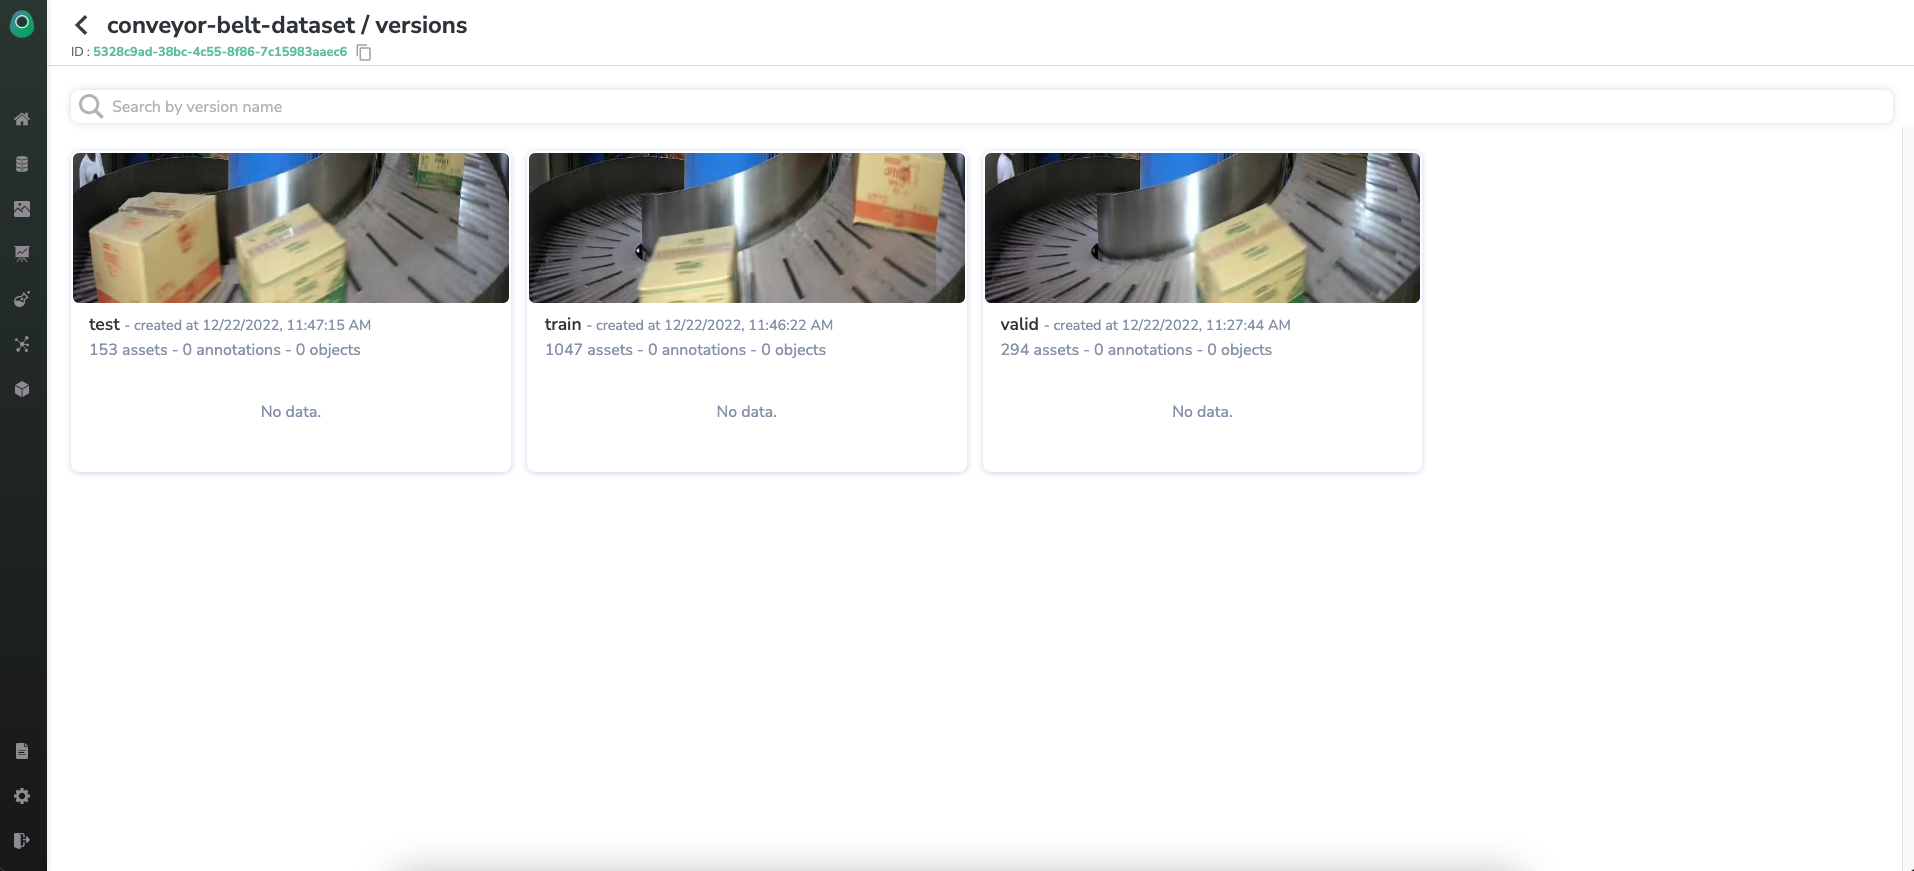 conveyor-belt-dataset / versions
ID : 5328c9ad-38bc-4c55-8f86-7c15983aaec6
Search by version name
test - created at 12/22/2022, 11:47:15 AM
153 assets - 0 annotations - 0 objects
No data.
train - created at 12/22/2022, 11:46:22 AM
1047 assets - 0 annotations - 0 objects
No data.
valid - created at 12/22/2022, 11:27:44 AM
294 assets - 0 annotations - 0 objects
No data.